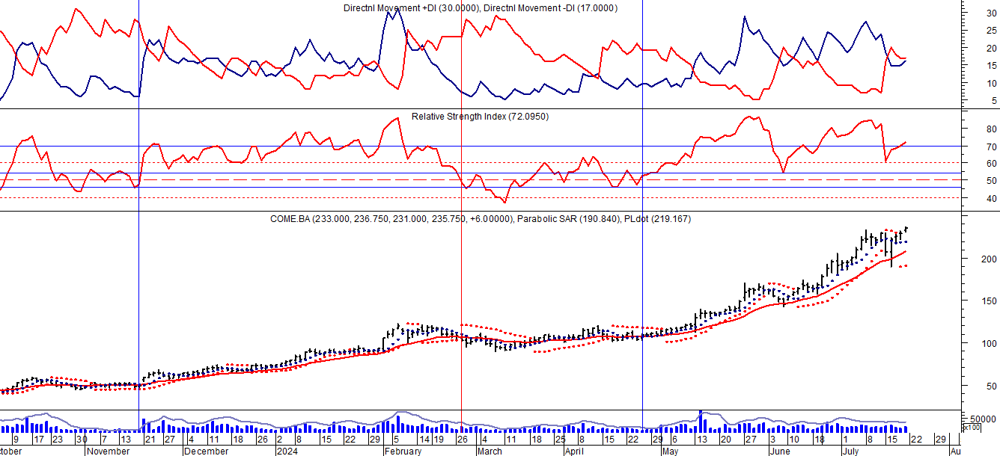 Directnl Movement +DI (30.0000), Directnl Movement -DI (17.0000)
30
25
20
15
10
5
Relative Strength Index (72.0950)
80
70
60
50
40
COME.BA (233.000, 236.750, 231.000, 235.750, +6.00000), Parabolic SAR (190.840), PLdot (219.167)
200
150
100
50
50000
x100
9 17 23 30 7 13 21 27 4 11 18 26 2 8 15 22 29 5 14 19 26 4 11 18 25 8 15 22 29 6 13 20 27 3 10 18 1 8 15 22 29
tober November December 2024 February March April May June July Au